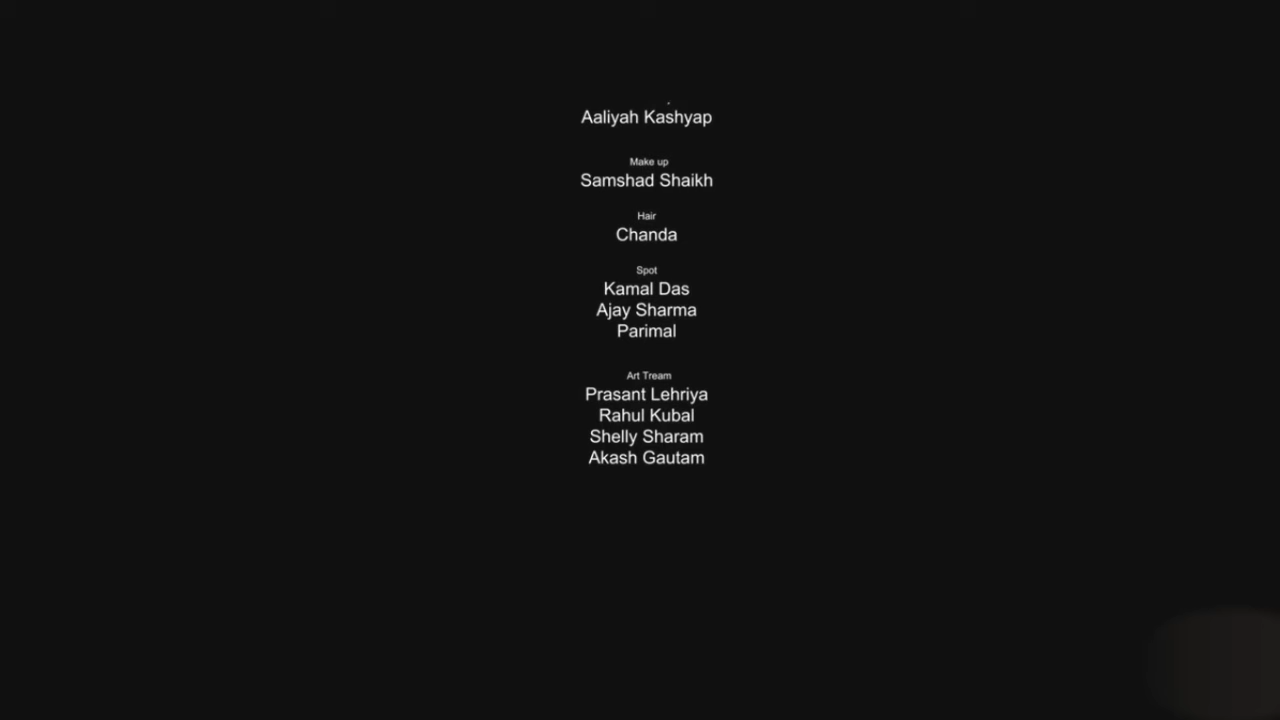 Aaliyah Kashyap
Make up
Samshad Shaikh
Hair
Chanda
Spot
Kamal Das
Ajay Sharma
Parimal
Art Tream
Prasant Lehriya
Rahul Kubal
Shelly Sharam
Akash Gautam